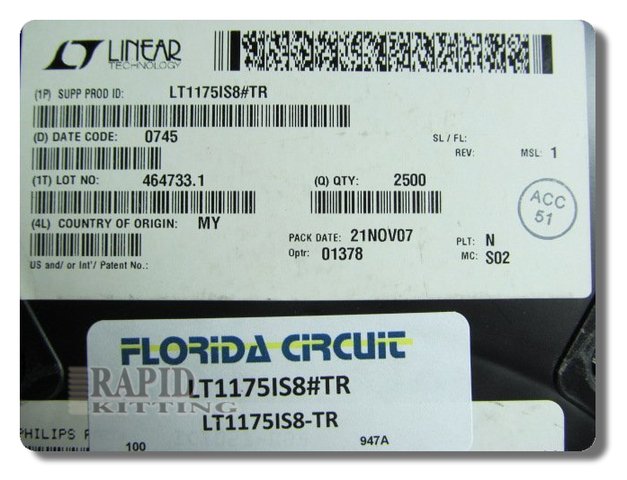 LINEAR
TECHNOLOGY
(1P) SUPP PROD ID: LT1175IS8#TR
(D) DATE CODE: 0745
SL / FL:
REV: MSL: 1
(1T) LOT NO: 464733.1 (Q) QTY: 2500
ACC
51
(4L) COUNTRY OF ORIGIN: MY
PACK DATE: 21NOV07 PLT: N
Optr: 01378 MC: S02
US and/ or Int'/ Patent No.:
FLORIDA CIRCUIT
LT1175IS8#TR
RAPID
KITTING
LT1175IS8-TR
PHILIPS
100 947A